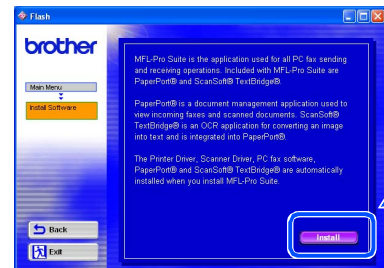 Flash
brother
Main Menu
Install Software
MFL-Pro Suite is the application used for all PC fax sending
and receiving operations. Included with MFL-Pro Suite are
PaperPort® and ScanSoft® TextBridge®.
PaperPort® is a document management application used to
view incoming faxes and scanned documents. ScanSoft®
TextBridge® is an OCR application for converting an image
into text and is integrated into PaperPort®.
The Printer Driver, Scanner Driver, PC fax software,
PaperPort® and ScanSoft® TextBridge® are automatically
installed when you install MFL-Pro Suite.
Back
Exit
Install